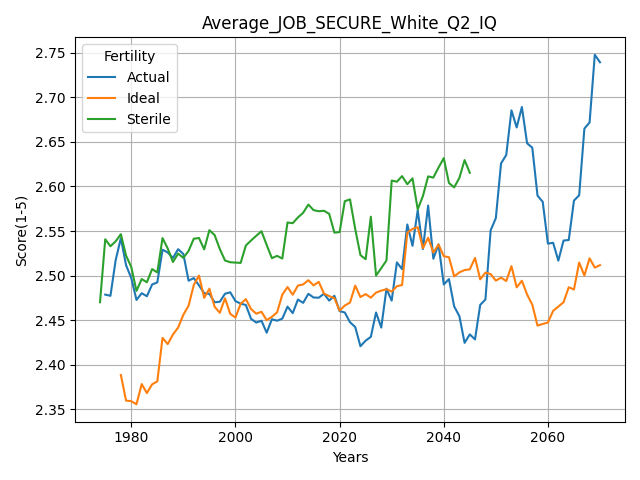 Average_JOB_SECURE_White_Q2_IQ
Fertility
Actual
Ideal
Sterile
Score(1-5)
2.75
2.70
2.65
2.60
2.55
2.50
2.45
2.40
2.35
1980 2000 2020 2040 2060
Years